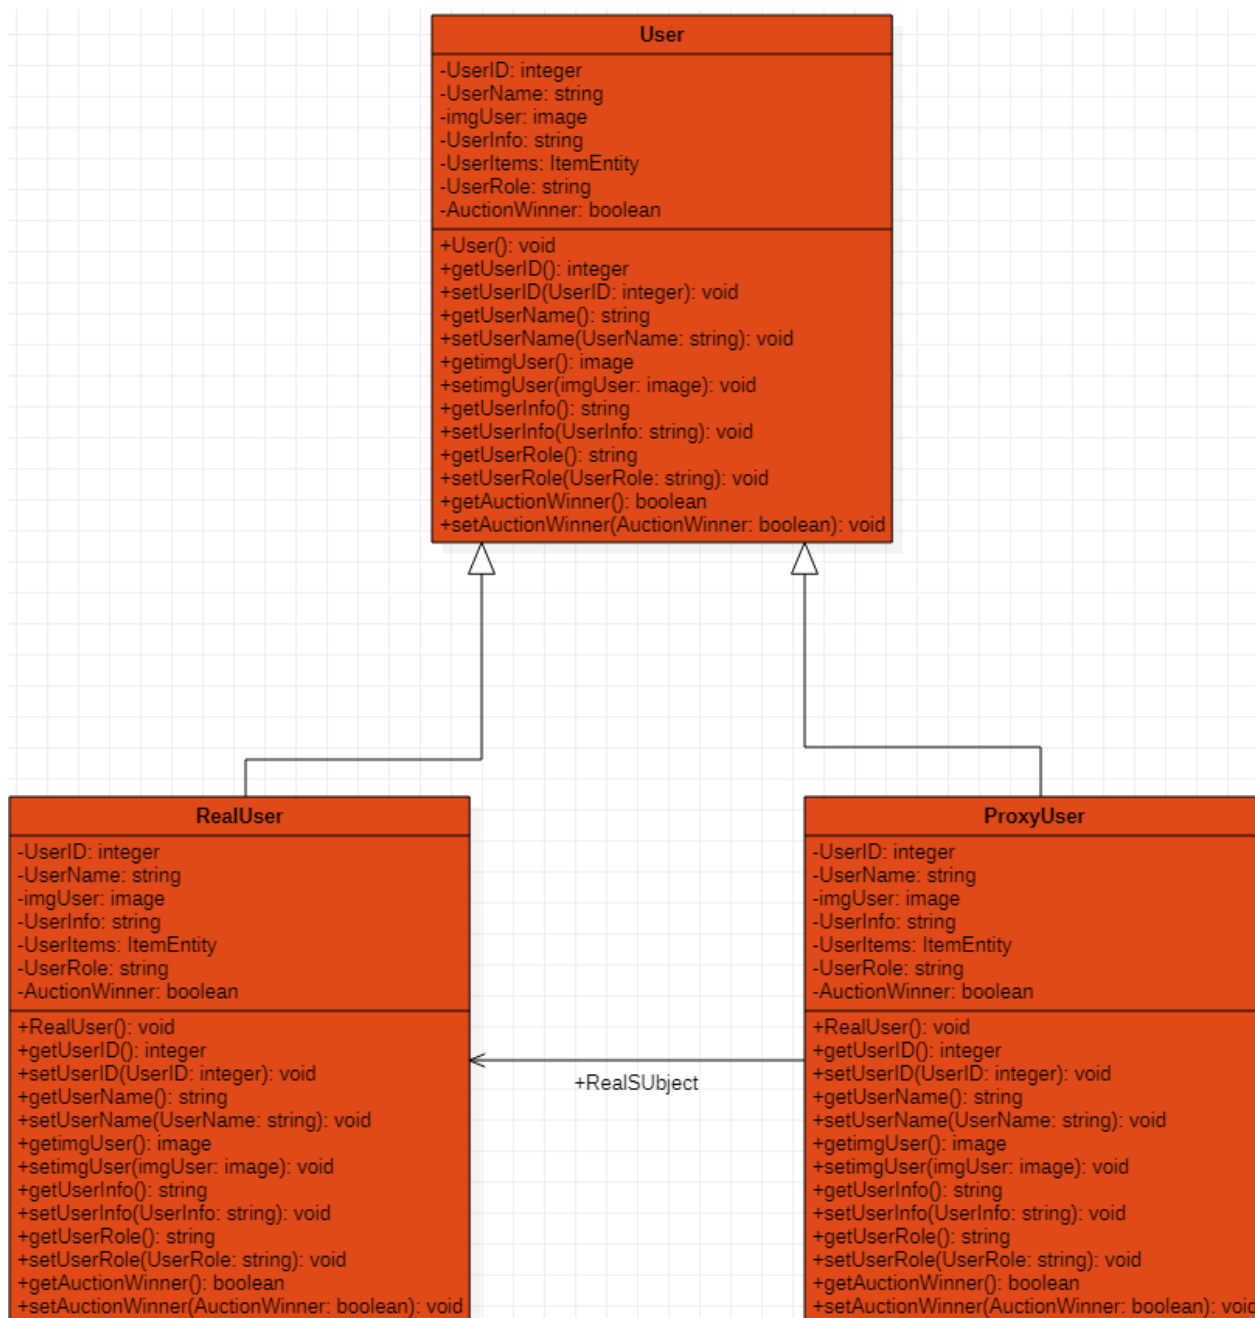 User
-UserID: integer
-UserName: string
-imgUser: image
-UserInfo: string
-UserItems: ItemEntity
-UserRole: string
-AuctionWinner: boolean
+User(): void
+getUserID(): integer
+setUserID(UserID: integer): void
+getUserName(): string
+setUserName(UserName: string): void
+getimgUser(): image
+setimgUser(imgUser: image): void
+getUserInfo(): string
+setUserInfo(UserInfo: string): void
+getUserRole(): string
+setUserRole(UserRole: string): void
+getAuctionWinner(): boolean
+setAuctionWinner(AuctionWinner: boolean): void
RealUser
-UserID: integer
-UserName: string
-imgUser: image
-UserInfo: string
-UserItems: ItemEntity
-UserRole: string
-AuctionWinner: boolean
+RealUser(): void
+getUserID(): integer
+setUserID(UserID: integer): void
+getUserName(): string
+setUserName(UserName: string): void
+getimgUser(): image
+setimgUser(imgUser: image): void
+getUserInfo(): string
+setUserInfo(UserInfo: string): void
+getUserRole(): string
+setUserRole(UserRole: string): void
+getAuctionWinner(): boolean
+setAuctionWinner(AuctionWinner: boolean): void
+RealSUbject
ProxyUser
-UserID: integer
-UserName: string
-imgUser: image
-UserInfo: string
-UserItems: ItemEntity
-UserRole: string
-AuctionWinner: boolean
+RealUser(): void
+getUserID(): integer
+setUserID(UserID: integer): void
+getUserName(): string
+setUserName(UserName: string): void
+getimgUser(): image
+setimgUser(imgUser: image): void
+getUserInfo(): string
+setUserInfo(UserInfo: string): void
+getUserRole(): string
+setUserRole(UserRole: string): void
+getAuctionWinner(): boolean
+setAuctionWinner(AuctionWinner: boolean): void